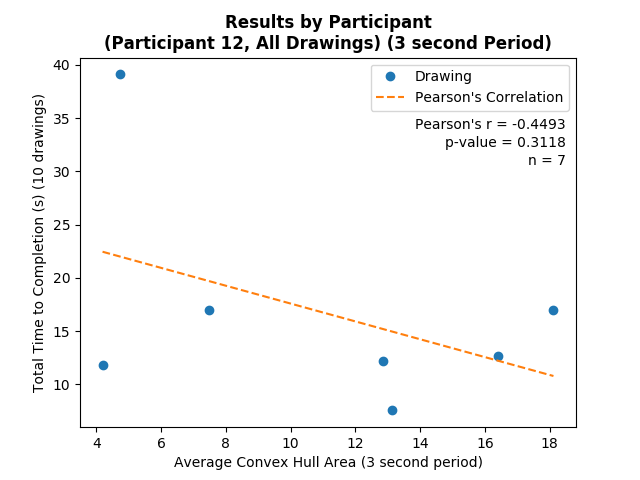 Results by Participant
(Participant 12, All Drawings) (3 second Period)
Drawing
Pearson's Correlation
Pearson's r = -0.4493
p-value = 0.3118
n = 7
Total Time to Completion (s) (10 drawings)
40
35
30
25
20
15
10
4 6 8 10 12 14 16 18
Average Convex Hull Area (3 second period)